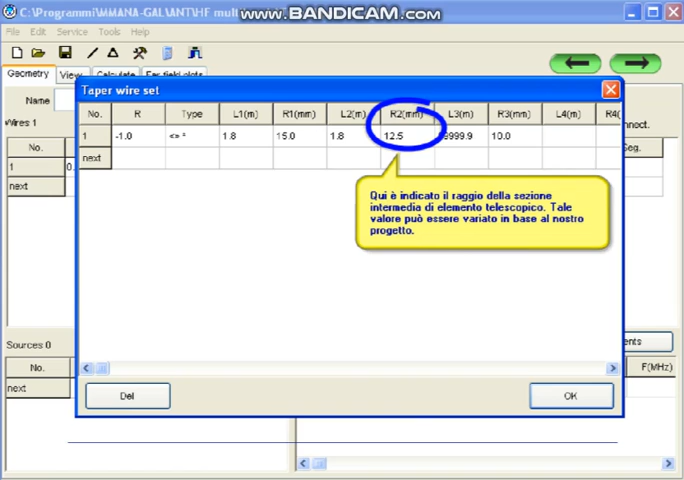 C:\Programmi\MMANA-GAL\ANT\HF mult
www.BANDICAM.com
File Edit Service Tools Help
Geometry View Calculate Far field plots
Name
Wires 1
No.
Seg.
1 0.
next
Taper wire set
No. R Type L1(m) R1(mm) L2(m) R2(mm) L3(m) R3(mm) L4(m) R4(
1 -1.0 1.8 15.0 1.8 12.5 9999.9 10.0
next
Qui è indicato il raggio della sezione
intermedia di elemento telescopico. Tale
valore può essere variato in base al nostro
progetto.
Sources 0
No.
F(MHz)
next
Del OK